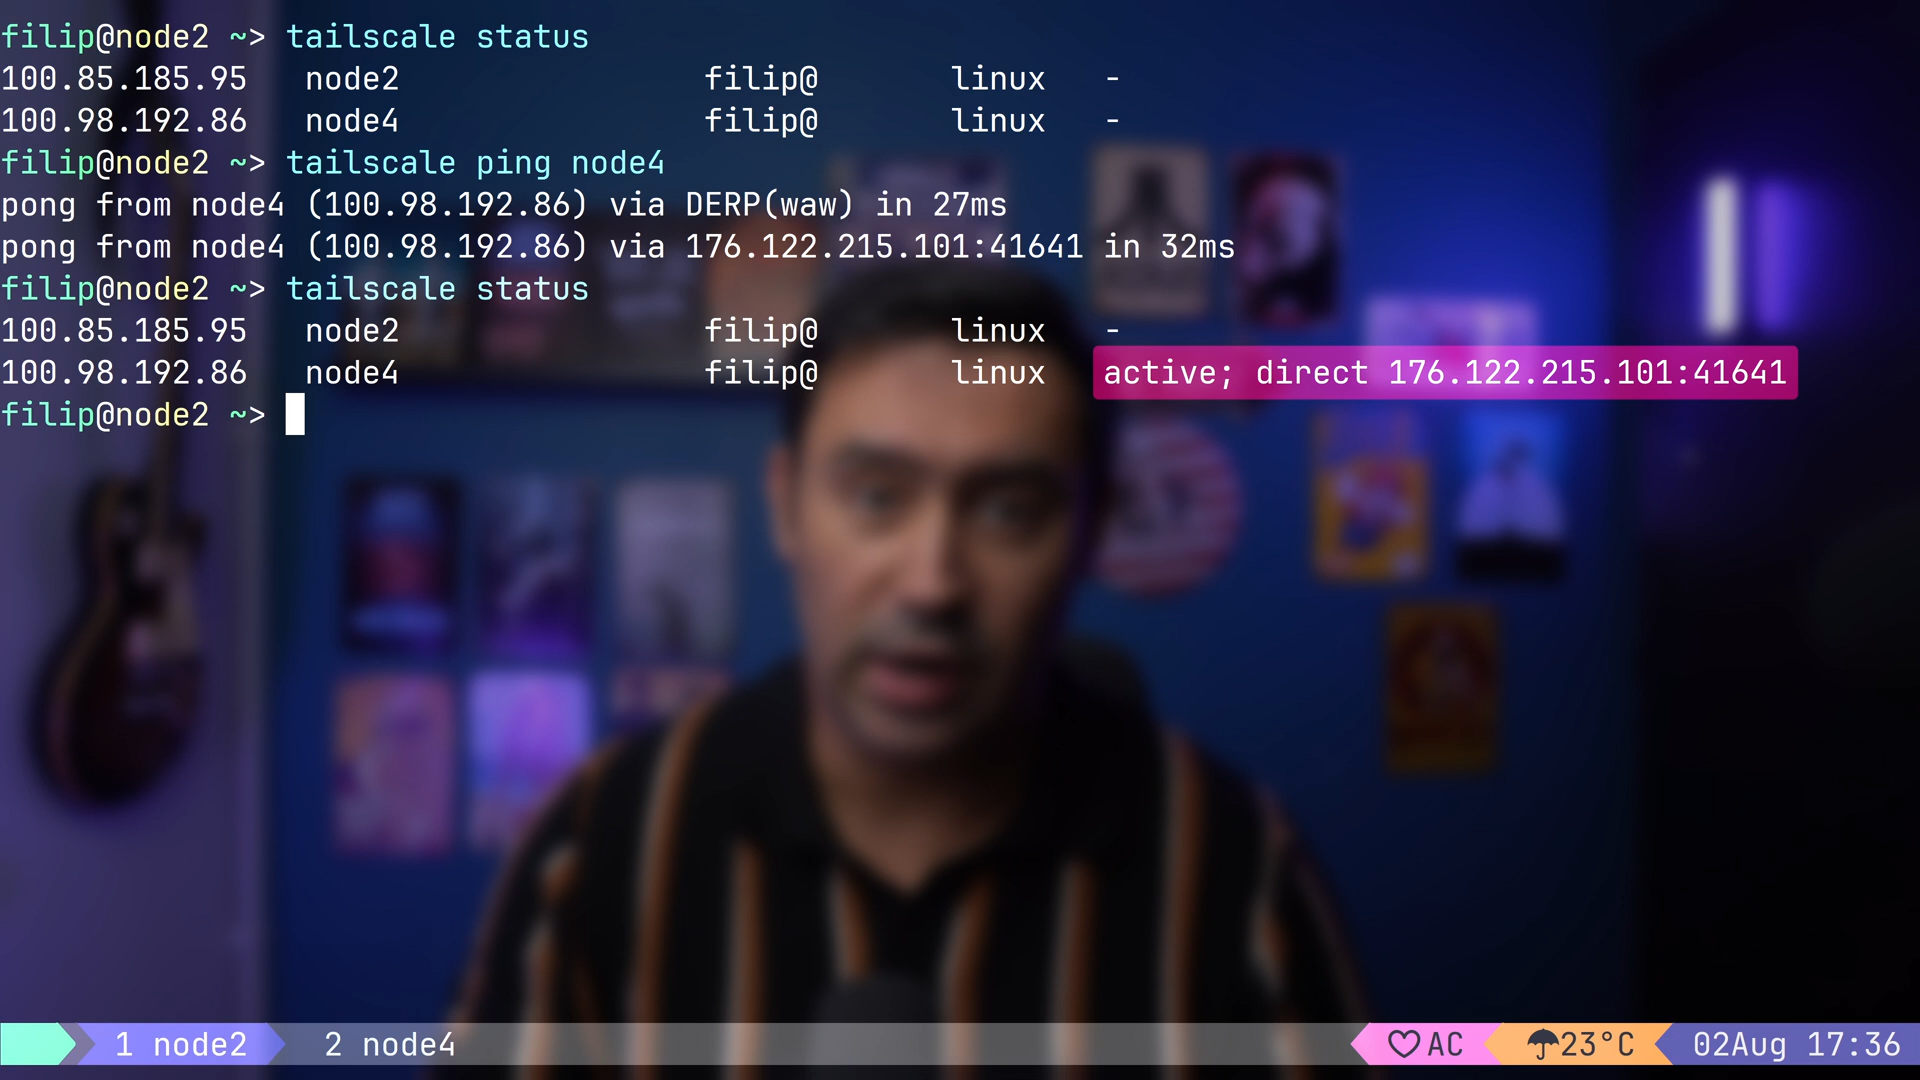 filip@node2 ~> tailscale status
100.85.185.95   node2                filip@       linux   -
100.98.192.86   node4                filip@       linux   -
filip@node2 ~> tailscale ping node4
pong from node4 (100.98.192.86) via DERP(waw) in 27ms
pong from node4 (100.98.192.86) via 176.122.215.101:41641 in 32ms
filip@node2 ~> tailscale status
100.85.185.95   node2                filip@       linux   -
100.98.192.86   node4                filip@       linux   active; direct 176.122.215.101:41641
filip@node2 ~>
1 node2   2 node4   AC   23°C   02Aug 17:36